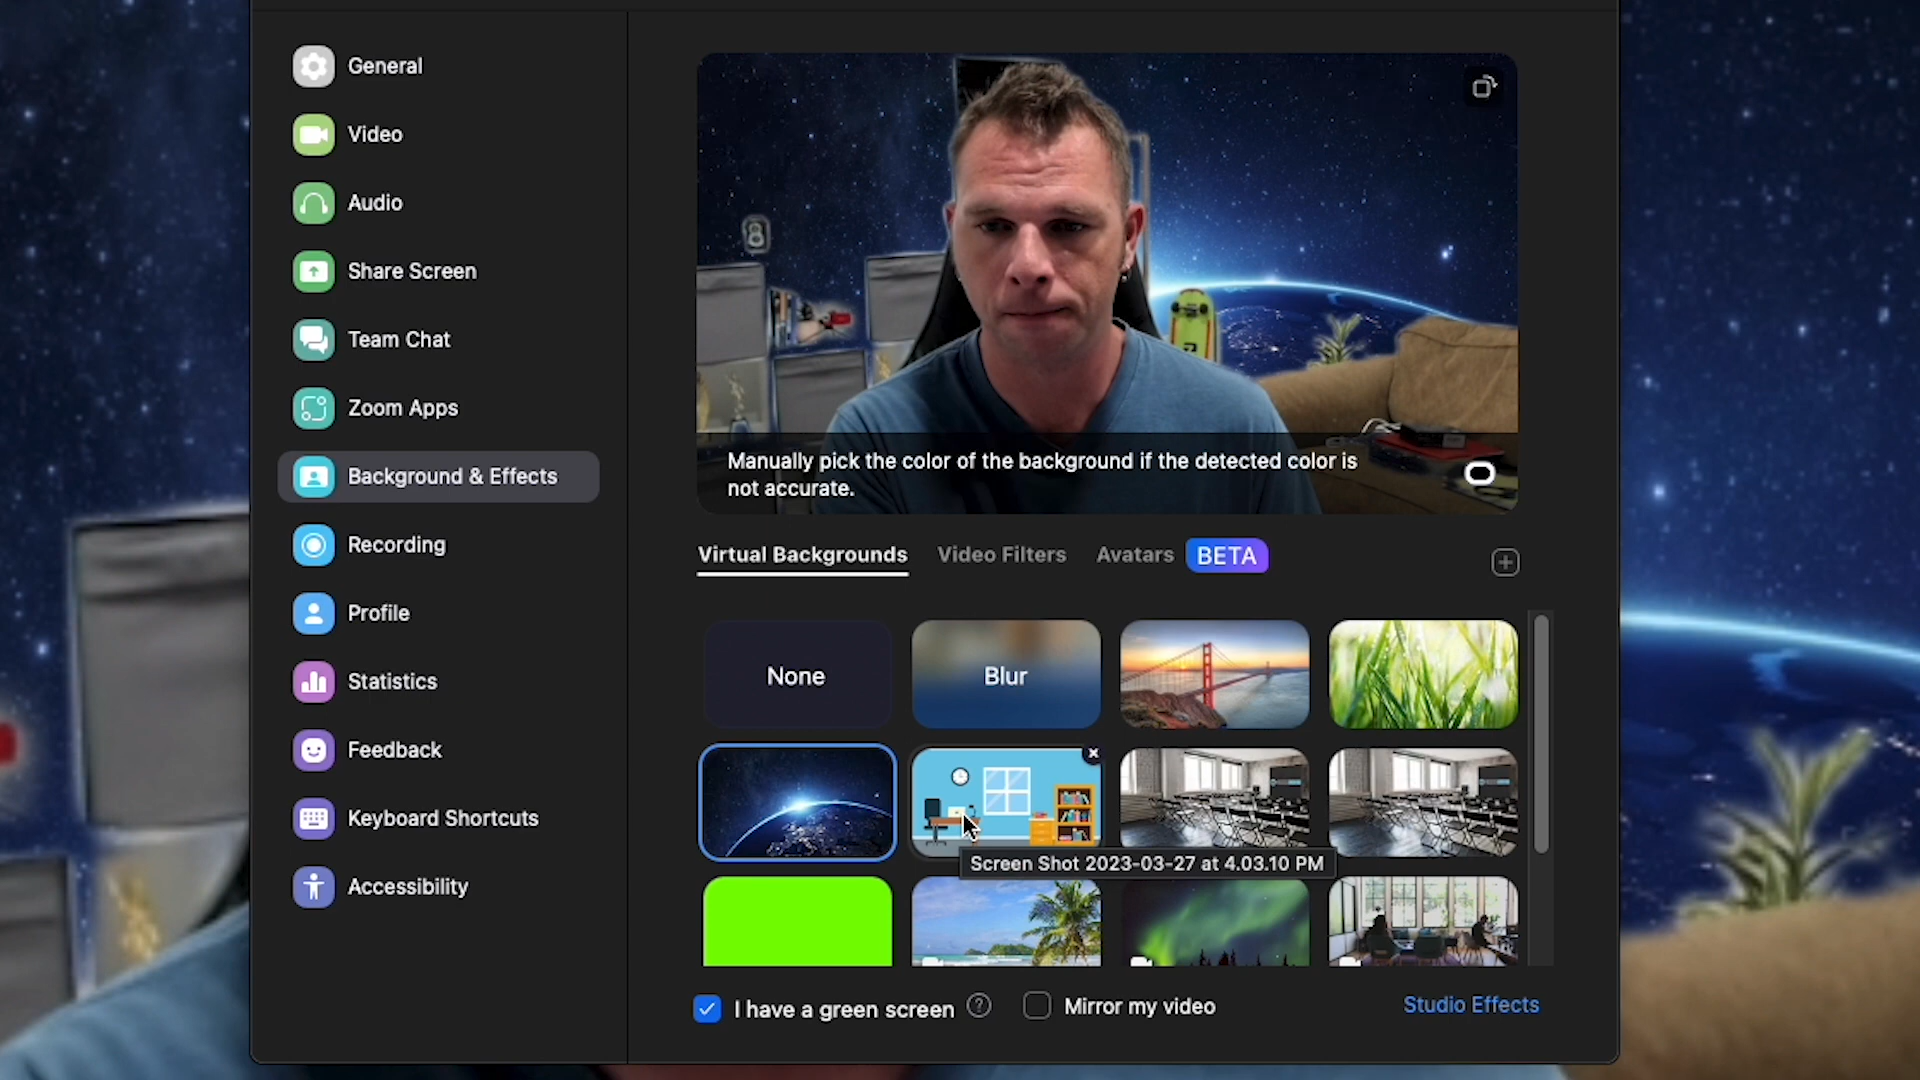 General
Video
Audio
Share Screen
Team Chat
Zoom Apps
Background & Effects
Recording
Profile
Statistics
Feedback
Keyboard Shortcuts
Accessibility
Manually pick the color of the background if the detected color is
not accurate.
Virtual Backgrounds
Video Filters
Avatars
BETA
None
Blur
Screen Shot 2023-03-27 at 4.03.10 PM
I have a green screen
Mirror my video
Studio Effects